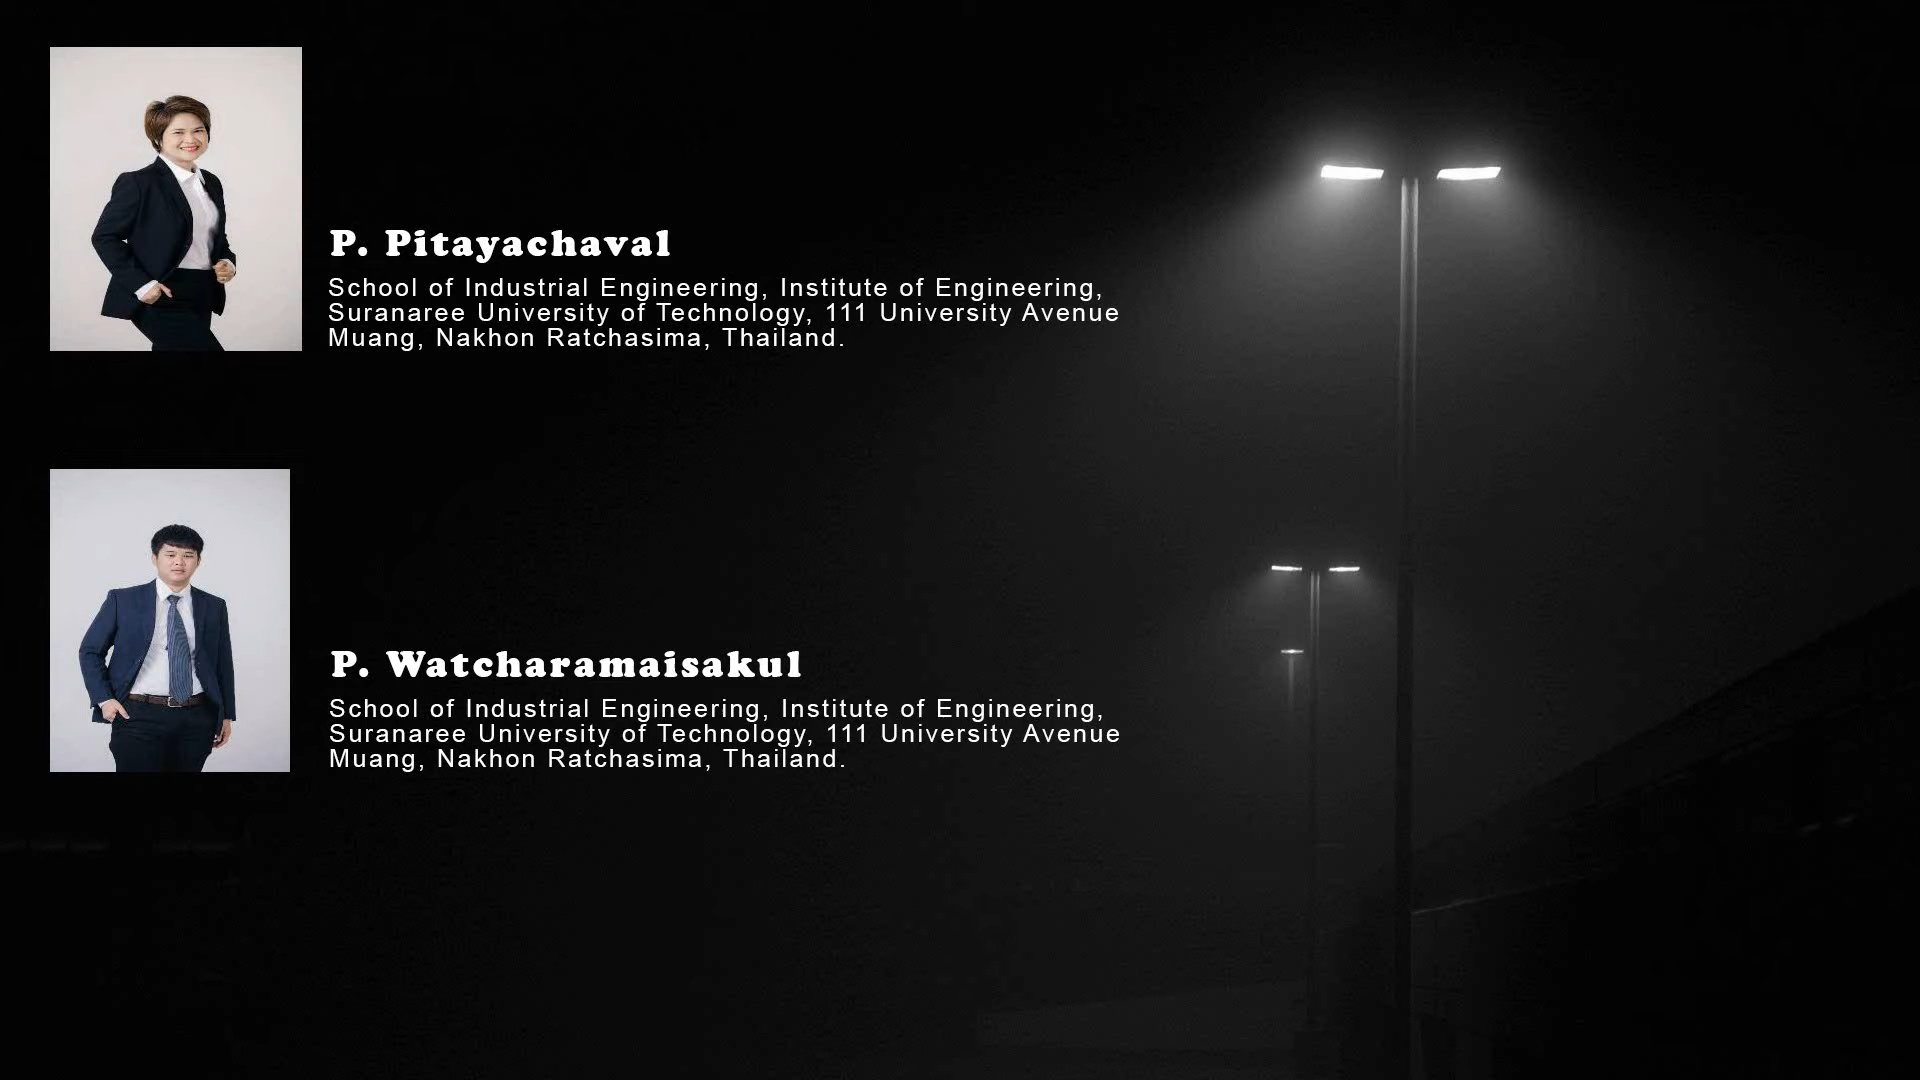 P. Pitayachaval
School of Industrial Engineering, Institute of Engineering,
Suranaree University of Technology, 111 University Avenue
Muang, Nakhon Ratchasima, Thailand.
P. Watcharamaisakul
School of Industrial Engineering, Institute of Engineering,
Suranaree University of Technology, 111 University Avenue
Muang, Nakhon Ratchasima, Thailand.